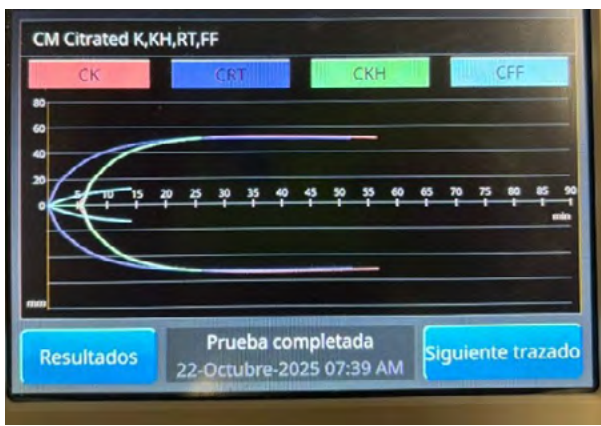 CM Citrated K,KH,RT,FF
CK CRT CKH CFF
80
60
40
20
0 5 10 15 20 25 30 35 40 45 50 55 60 65 70 75 80 85 90
min
mm
Resultados
Prueba completada
22-Octubre-2025 07:39 AM
Siguiente trazado